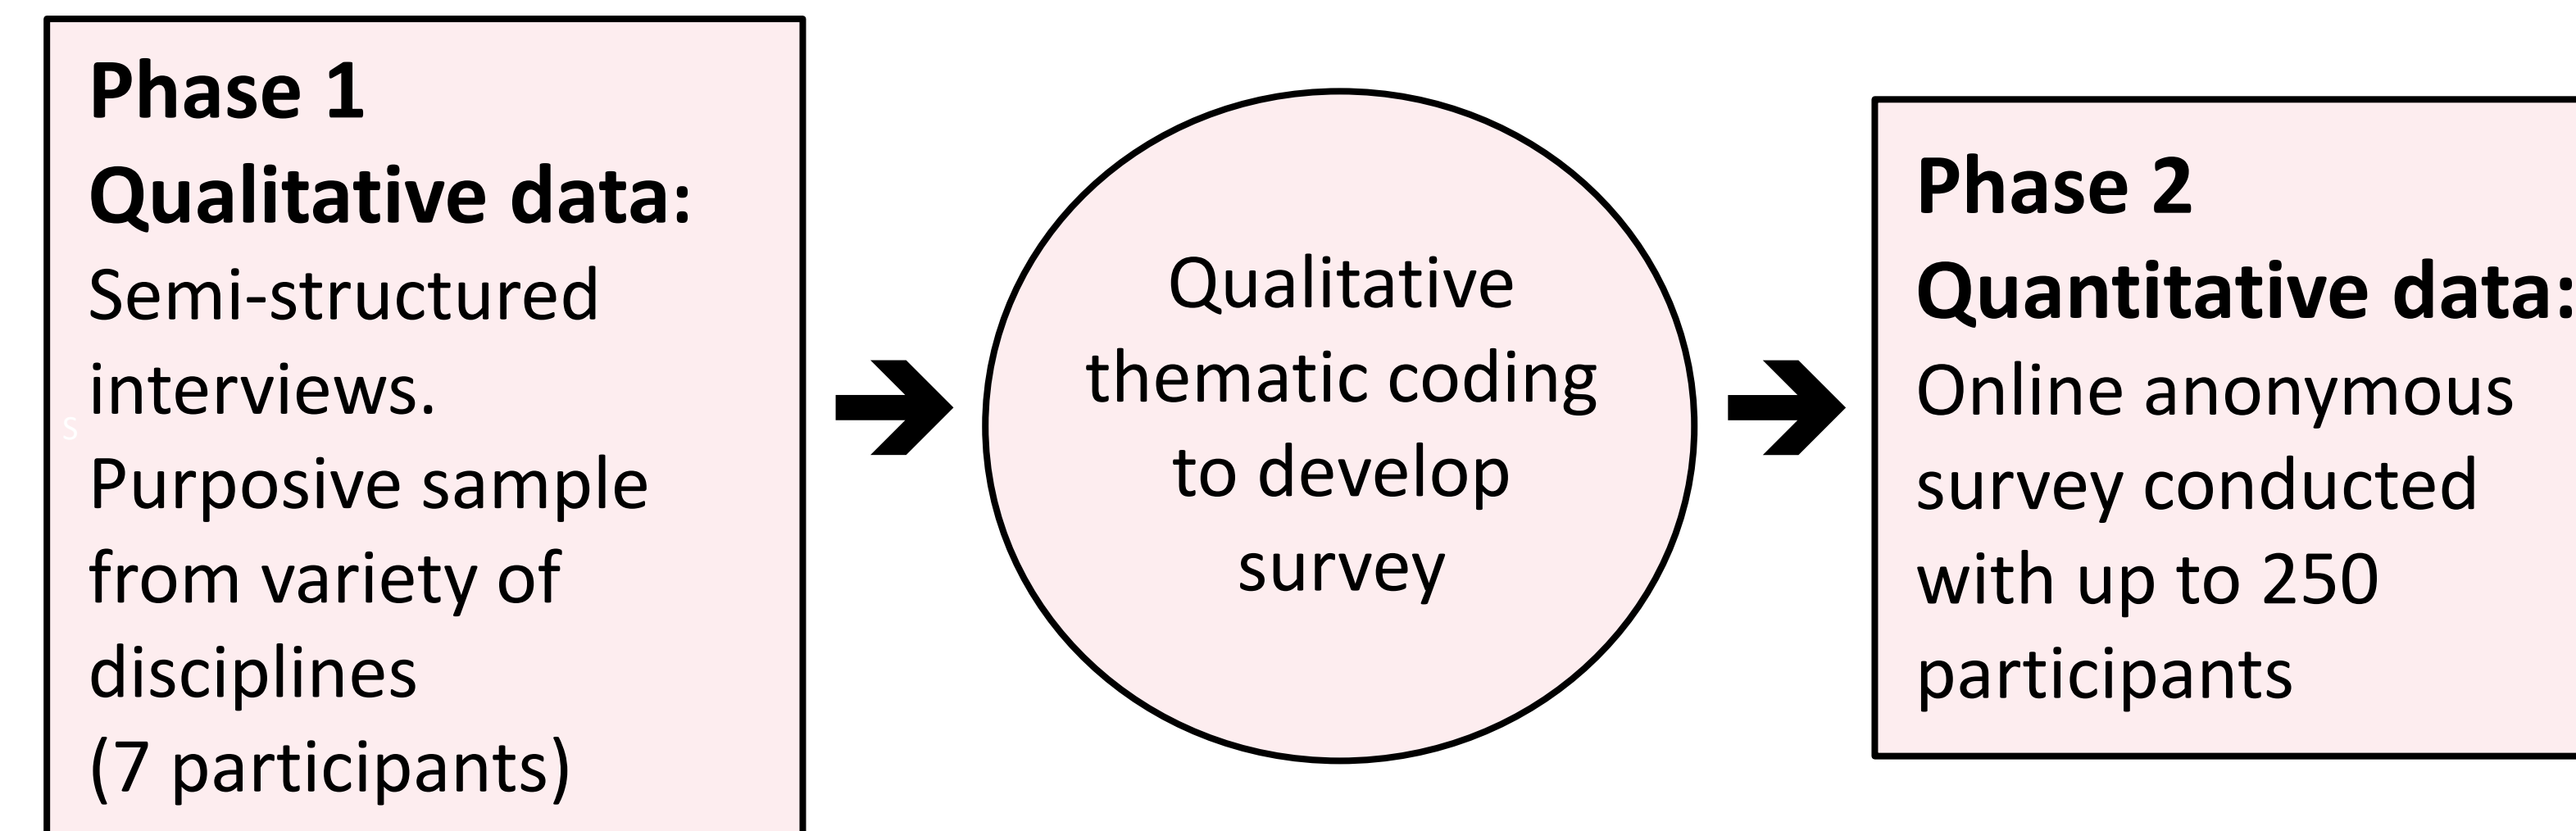 Phase 1
Qualitative data:
Semi-structured
interviews.
s
Purposive sample
from variety of
disciplines
(7 participants)
Qualitative
thematic coding
to develop
survey
Phase 2
Quantitative data:
Online anonymous
survey conducted
with up to 250
participants